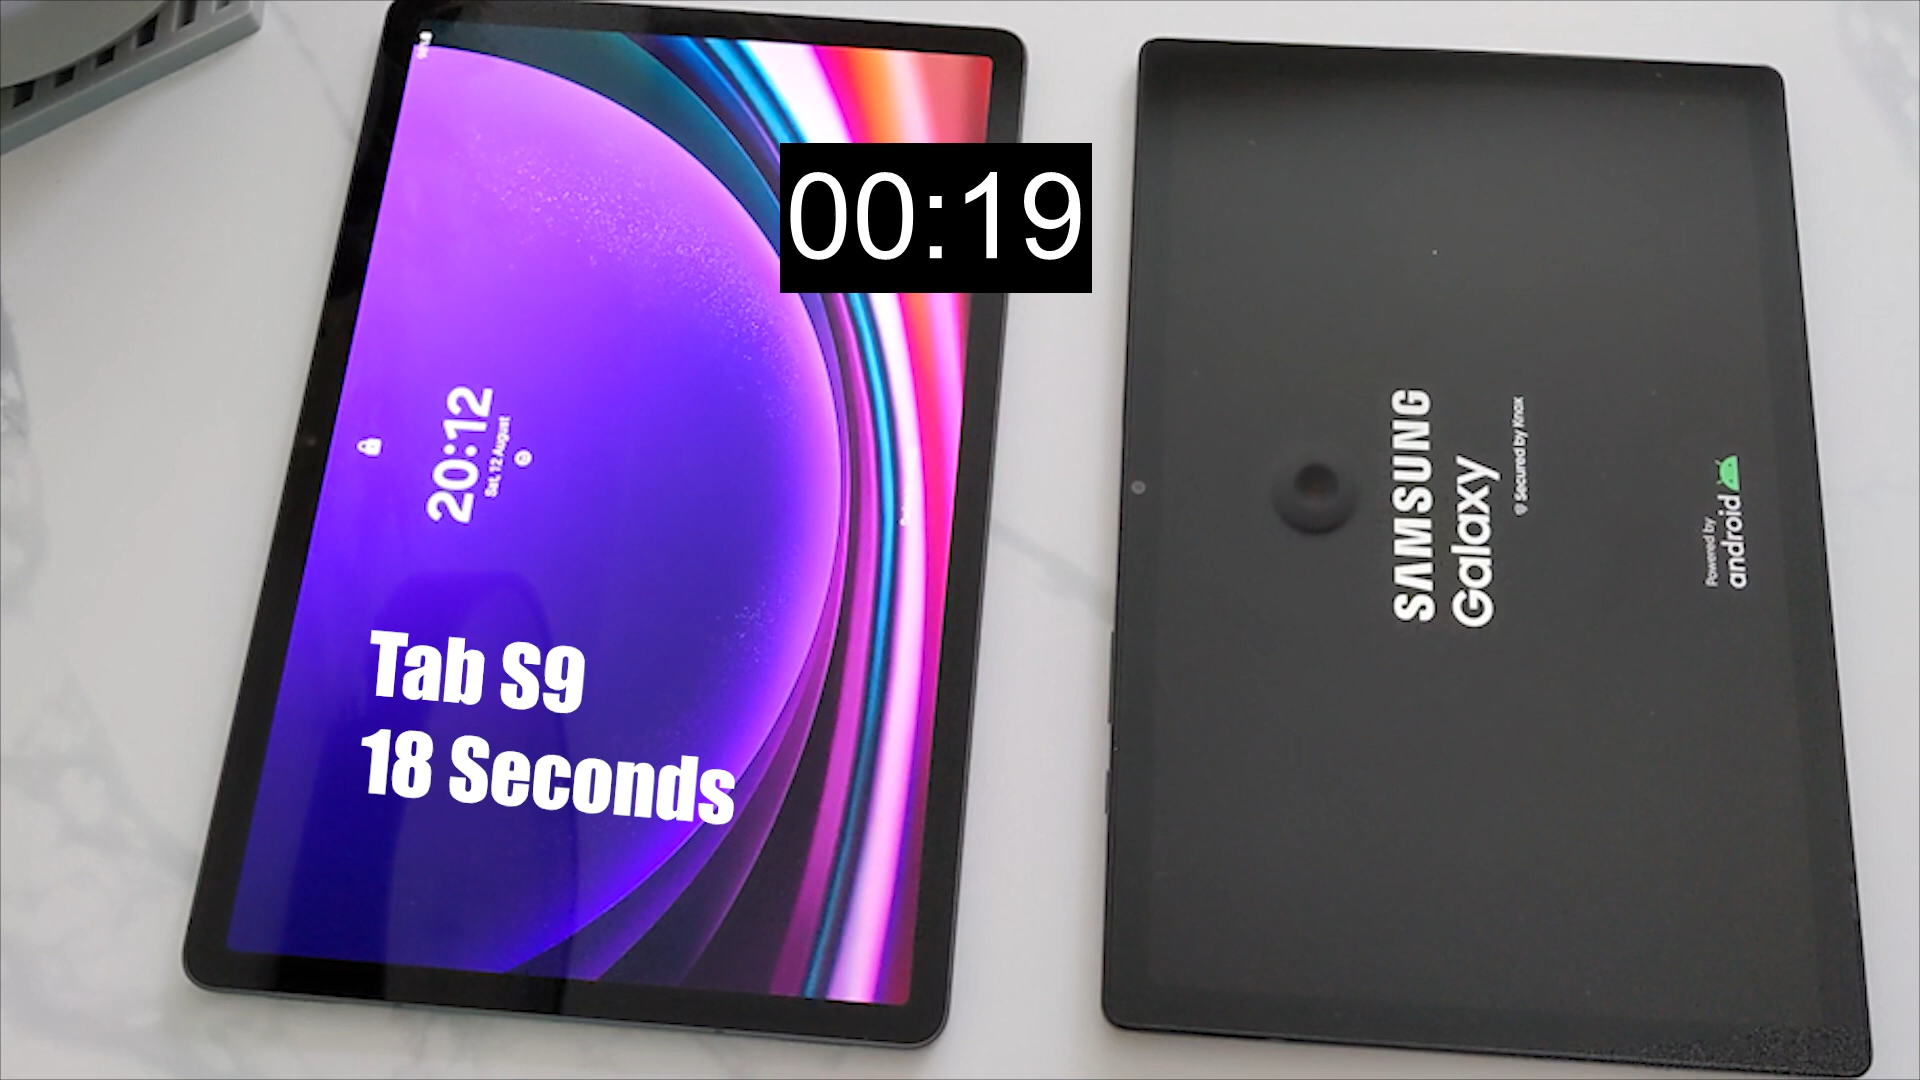 00:19
20:12
Sat, 12 August
Tab S9
18 Seconds
SAMSUNG
Galaxy
Secured by Knox
Powered by
android